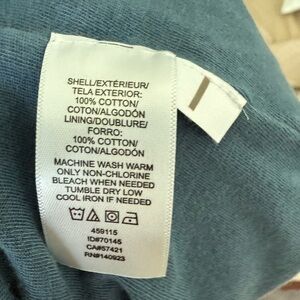 SHELL/EXTÉRIEUR/
TELA EXTERIOR:
100% COTTON/
COTON/ALGODÓN
LINING/DOUBLURE/
FORRO:
100% COTTON/
COTON/ALGODÓN
MACHINE WASH WARM
ONLY NON-CHLORINE
BLEACH WHEN NEEDED
TUMBLE DRY LOW
COOL IRON IF NEEDED
459115
ID#70145
CA#57421
RN#140923